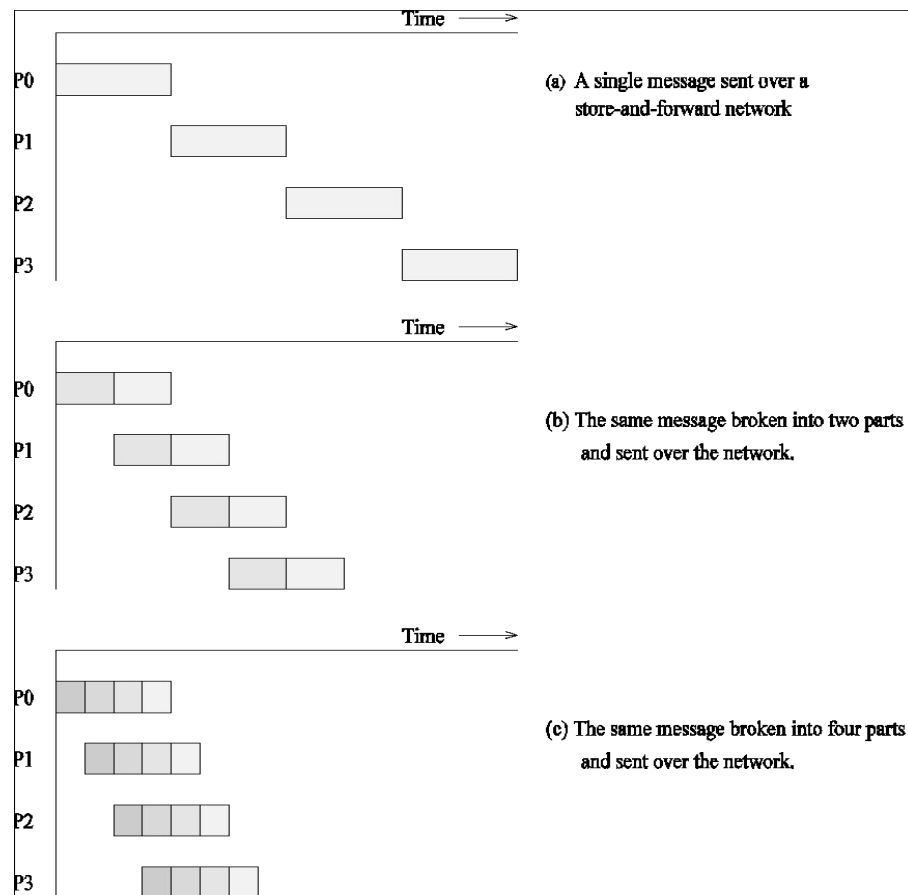 Time
P0
(a) A single message sent over a
store-and-forward network
P1
P2
P3
Time
P0
(b) The same message broken into two parts
and sent over the network.
P1
P2
P3
Time
P0
(c) The same message broken into four parts
and sent over the network.
P1
P2
P3